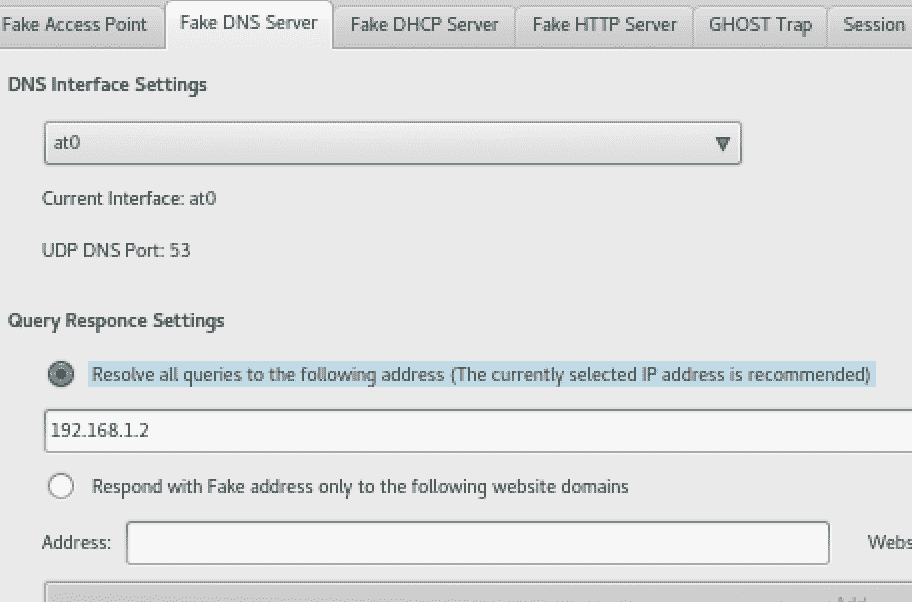 Fake Access Point Fake DNS Server Fake DHCP Server Fake HTTP Server GHOST Trap Session
DNS Interface Settings
at0
Current Interface: at0
UDP DNS Port: 53
Query Responce Settings
Resolve all queries to the following address (The currently selected IP address is recommended)
192.168.1.2
Respond with Fake address only to the following website domains
Address: Webs